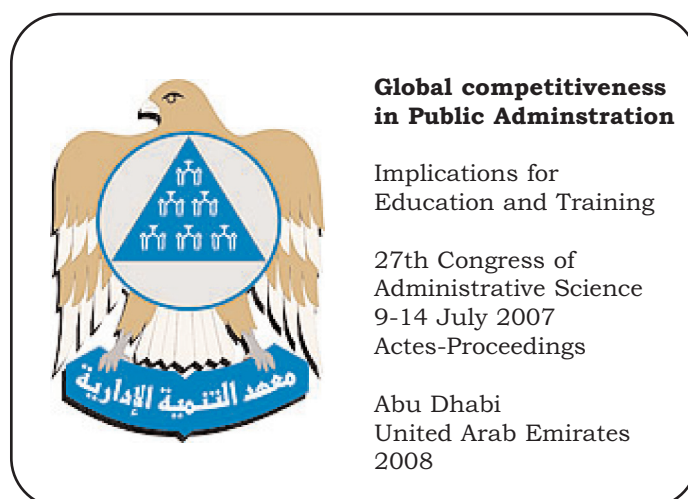 Global competitiveness
in Public Adminstration
Implications for
Education and Training
27th Congress of
Administrative Science
9-14 July 2007
Actes-Proceedings
Abu Dhabi
United Arab Emirates
2008
معهد التنمية الإدارية